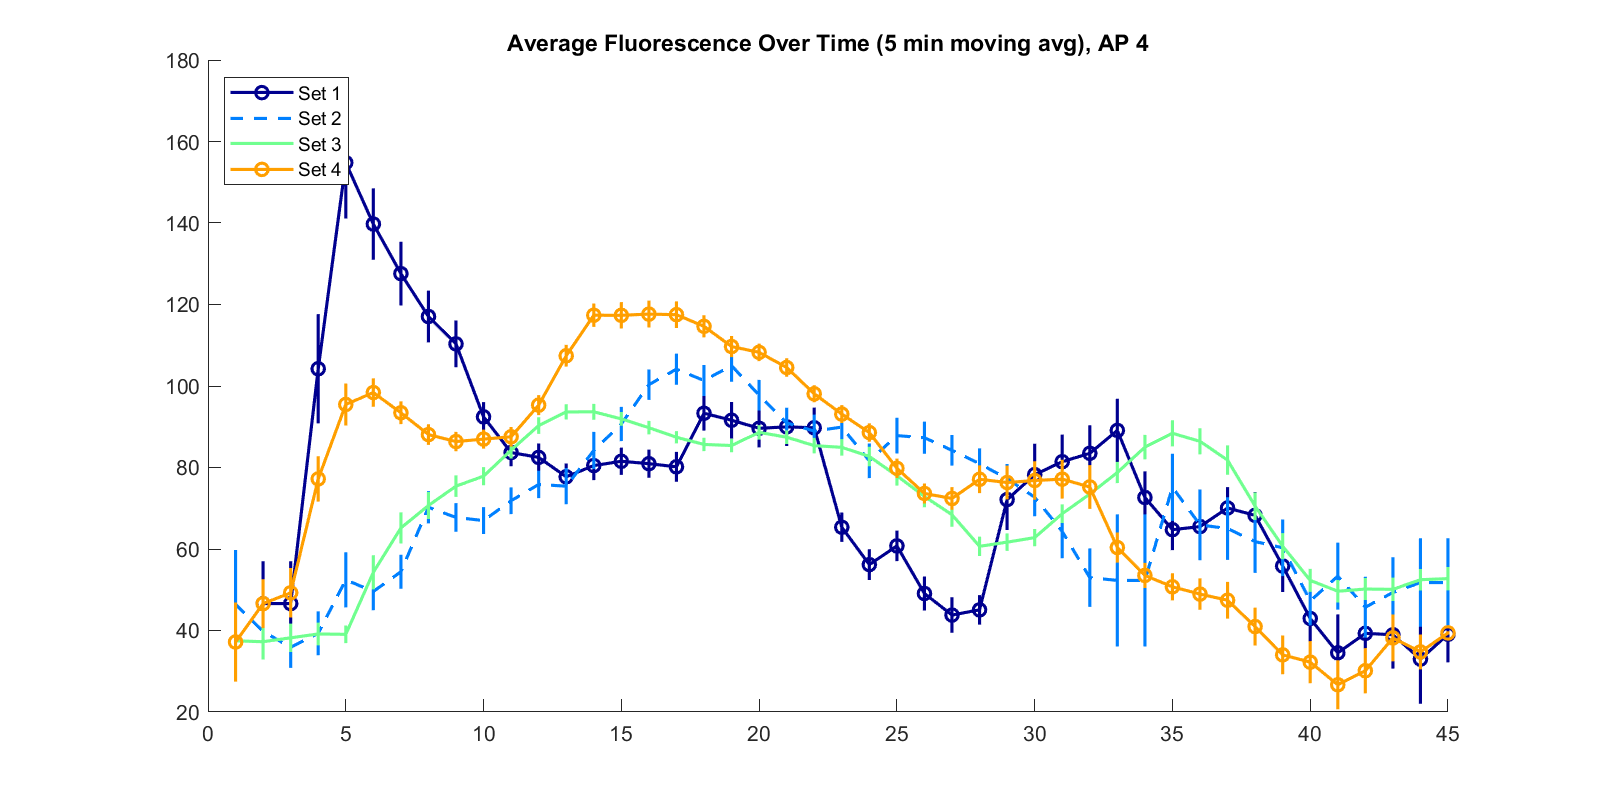 Average Fluorescence Over Time (5 min moving avg), AP 4
180
160
140
120
100
80
60
40
20
Set 1
Set 2
Set 3
Set 4
0 5 10 15 20 25 30 35 40 45